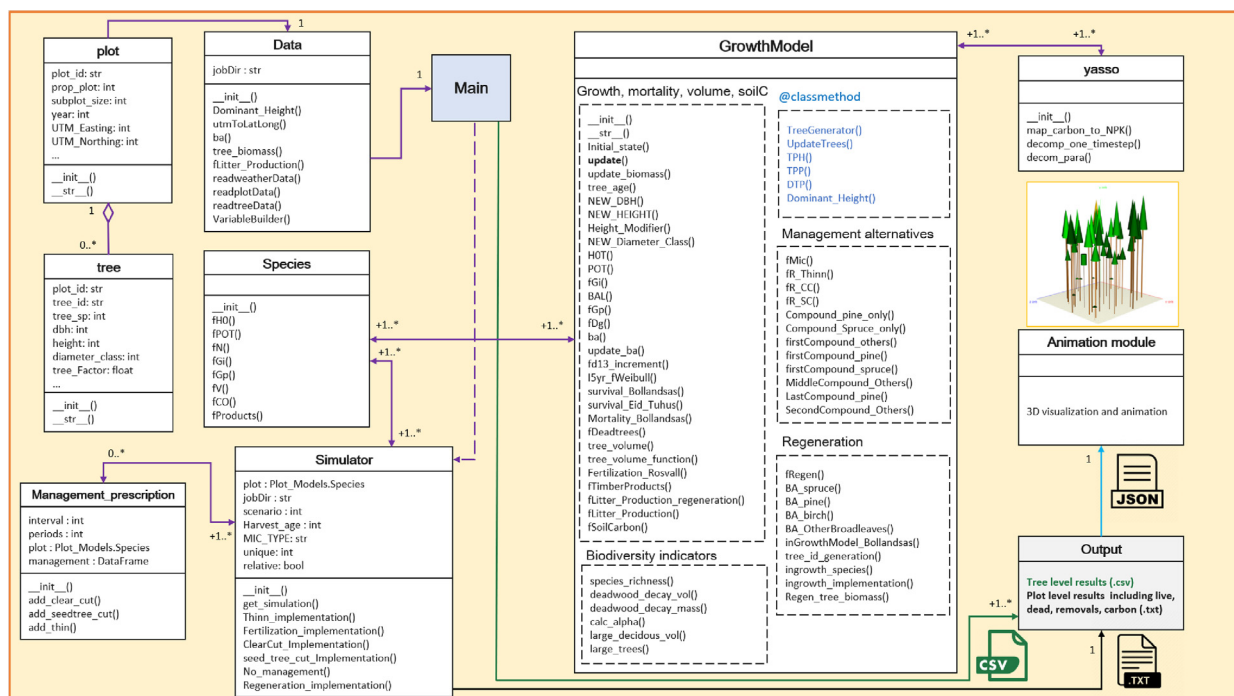 plot
plot_id: str
prop_plot: int
subplot_size: int
year: int
UTM_Easting: int
UTM_Northing: int
...
__init__()
__str__()
1
0..*
tree
plot_id: str
tree_id: str
tree_sp: int
dbh: int
height: int
diameter_class: int
tree_Factor: float
...
__init__()
__str__()
1
Data
jobDir : str
__init__()
Dominant_Height()
utmToLatLong()
ba()
tree_biomass()
fLitter_Production()
readweatherData()
readplotData()
readtreeData()
VariableBuilder()
1
Main
Species
__init__()
fH0()
fPOT()
fN()
fGi()
fGp()
fV()
fCO()
fProducts()
+1..*
+1..*
+1..*
+1..*
Simulator
plot : Plot_Models.Species
jobDir : str
scenario : int
Harvest_age : int
MIC_TYPE: str
unique: int
relative: bool
__init__()
get_simulation()
Thinn_implementation()
Fertilization_implementation()
ClearCut_Implementation()
seed_tree_cut_Implementation()
No_management()
Regeneration_implementation()
0..*
+1..*
Management_prescription
interval : int
periods : int
plot : Plot_Models.Species
management : DataFrame
__init__()
add_clear_cut()
add_seedtree_cut()
add_thin()
GrowthModel
Growth, mortality, volume, soilC
__init__()
__str__()
Initial_state()
update()
update_biomass()
tree_age()
NEW_DBH()
NEW_HEIGHT()
Height_Modifier()
NEW_Diameter_Class()
H0T()
POT()
fGi()
BAL()
fGp()
fDg()
ba()
update_ba()
fd13_increment()
I5yr_fWeibull()
survival_Bollandsas()
survival_Eid_Tuhus()
Mortality_Bollandsas()
fDeadtrees()
tree_volume()
tree_volume_function()
Fertilization_Rosvall()
fTimberProducts()
fLitter_Production_regeneration()
fLitter_Production()
fSoilCarbon()
Biodiversity indicators
species_richness()
deadwood_decay_vol()
deadwood_decay_mass()
calc_alpha()
large_decidous_vol()
large_trees()
@classmethod
TreeGenerator()
UpdateTrees()
TPH()
TPP()
DTP()
Dominant_Height()
Management alternatives
fMic()
fR_Thinn()
fR_CC()
fR_SC()
Compound_pine_only()
Compound_Spruce_only()
firstCompound_others()
firstCompound_pine()
firstCompound_spruce()
MiddleCompound_Others()
LastCompound_pine()
SecondCompound_Others()
Regeneration
fRegen()
BA_spruce()
BA_pine()
BA_birch()
BA_OtherBroadleaves()
inGrowthModel_Bollandsas()
tree_id_generation()
ingrowth_species()
ingrowth_implementation()
Regen_tree_biomass()
+1..*
+1..*
yasso
__init__()
map_carbon_to_NPK()
decomp_one_timestep()
decom_para()
Animation module
3D visualization and animation
1
JSON
Output
Tree level results (.csv)
Plot level results including live,
dead, removals, carbon (.txt)
+1..*
1
CSV
.TXT